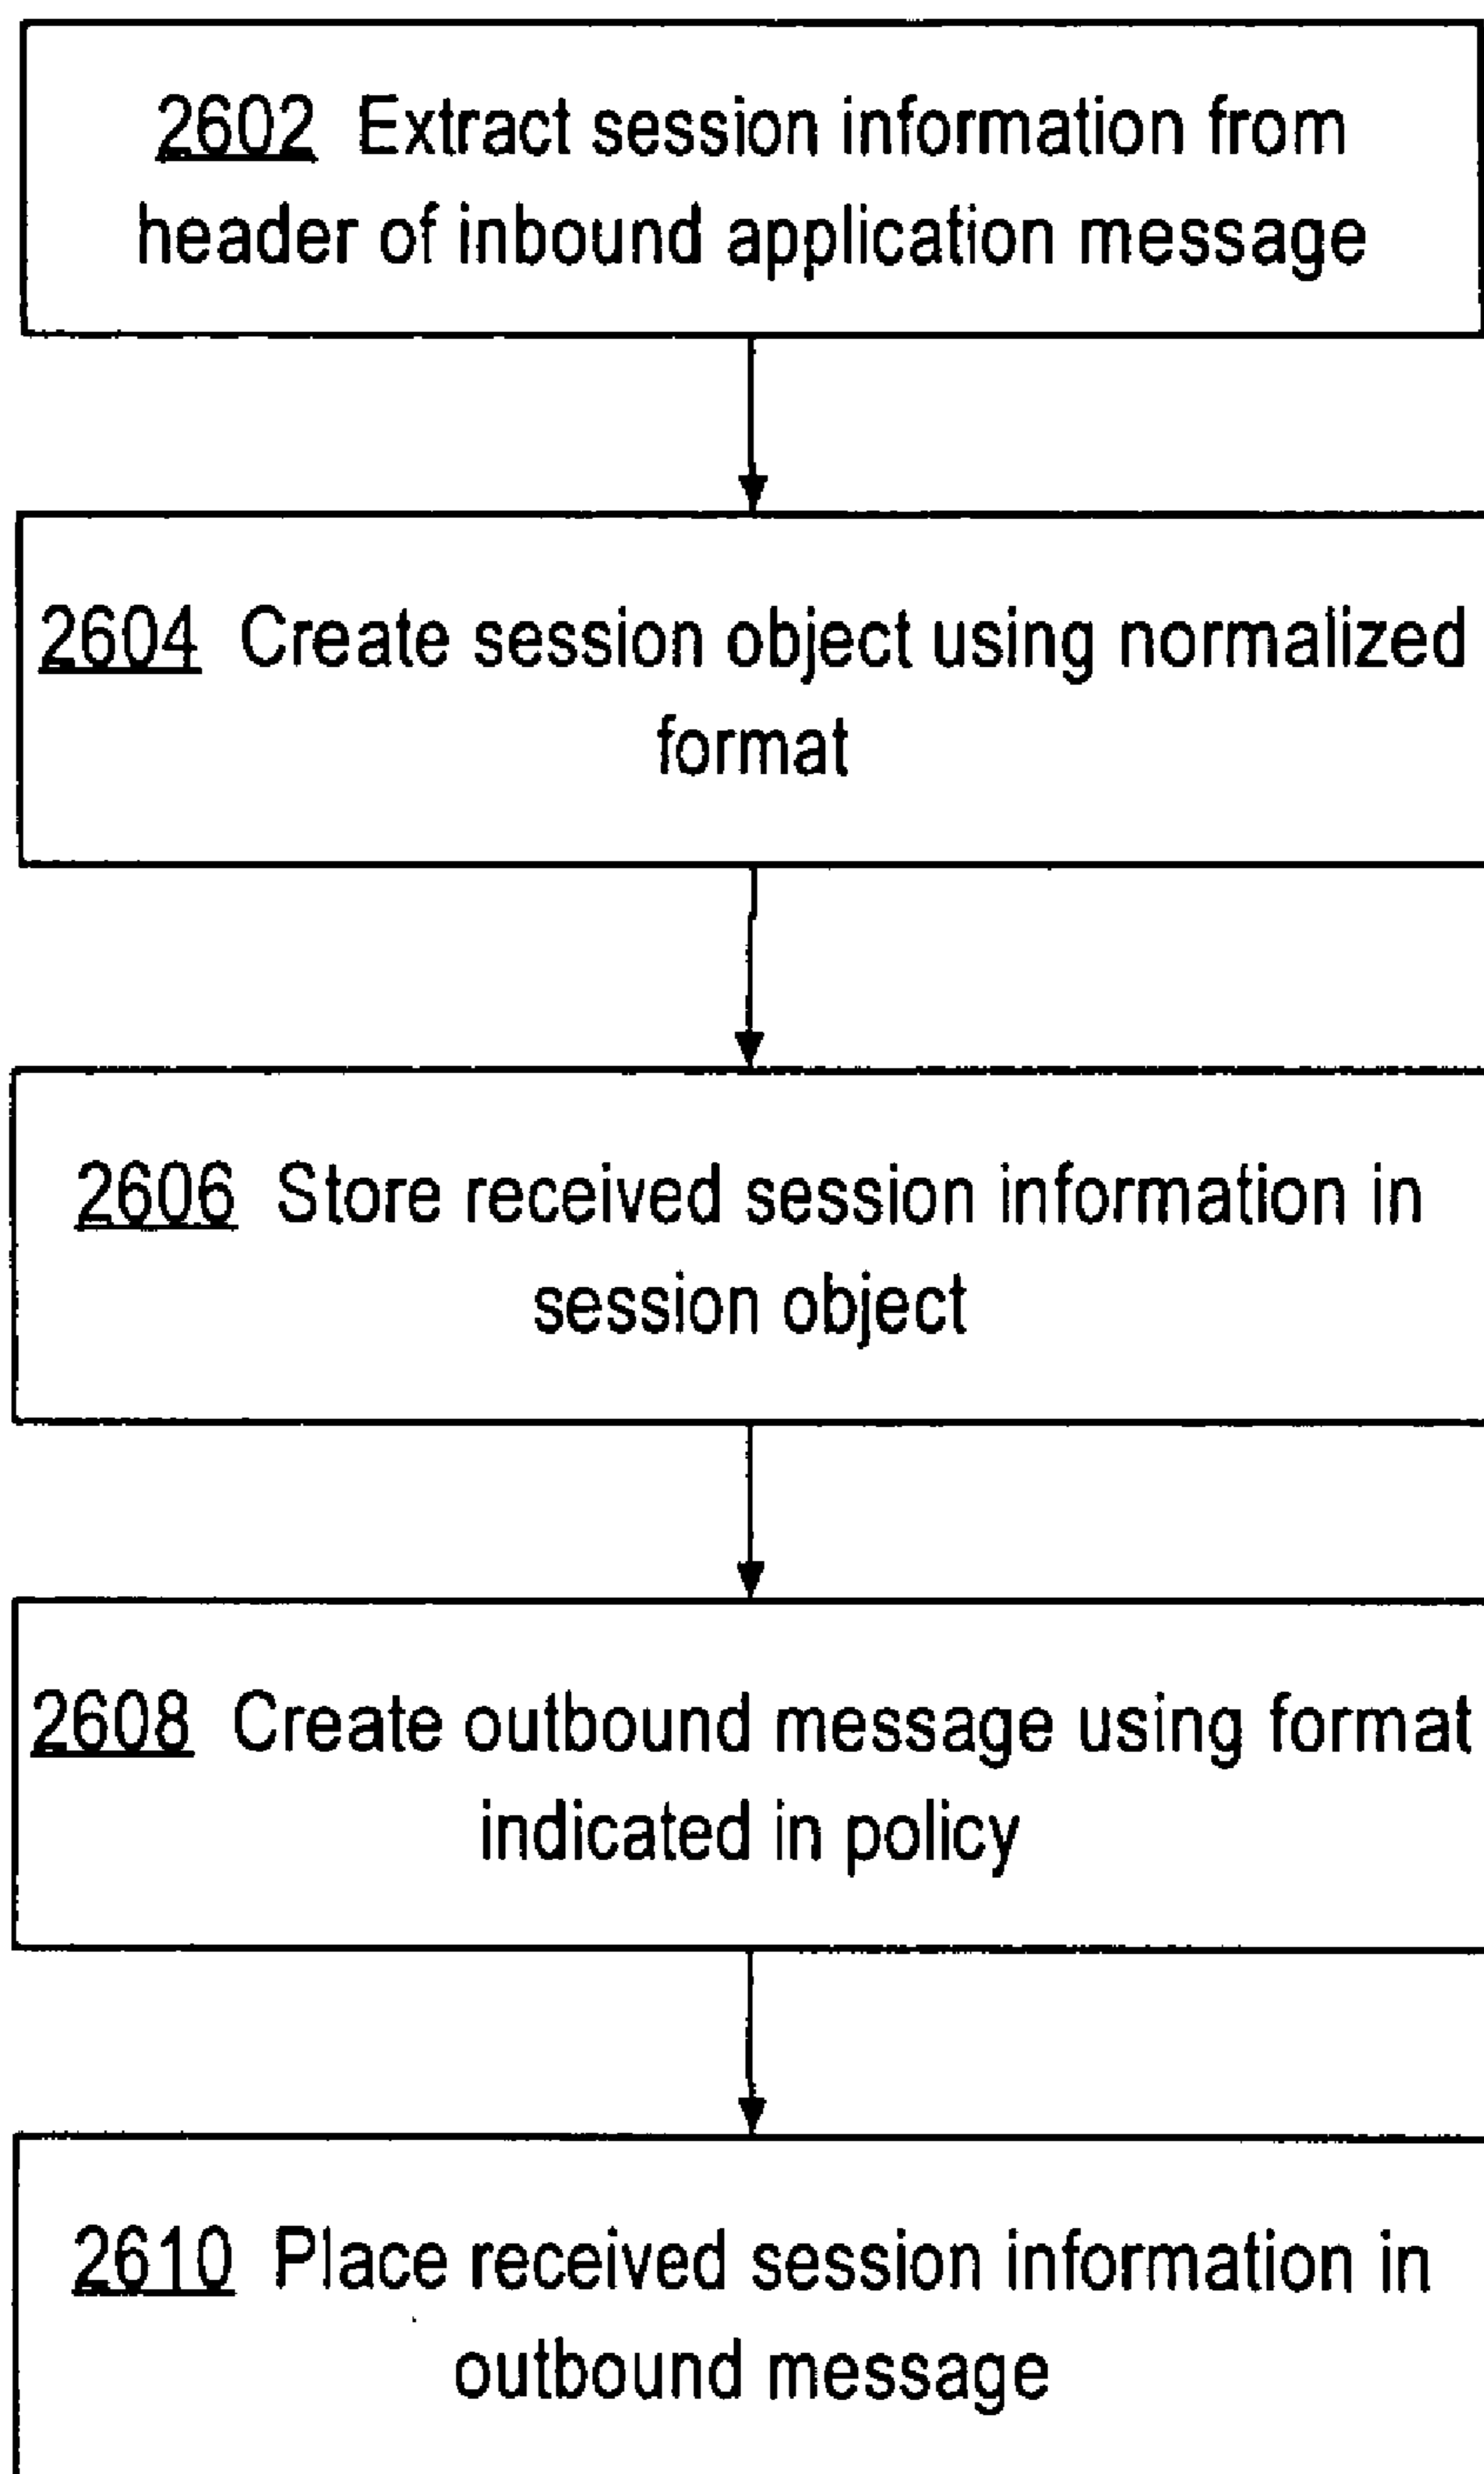 2602 Extract session information from
header of inbound application message
2604 Create session object using normalized
format
2606 Store received session information in
session object
2608 Create outbound message using format
indicated in policy
2610 Place received session information in
outbound message